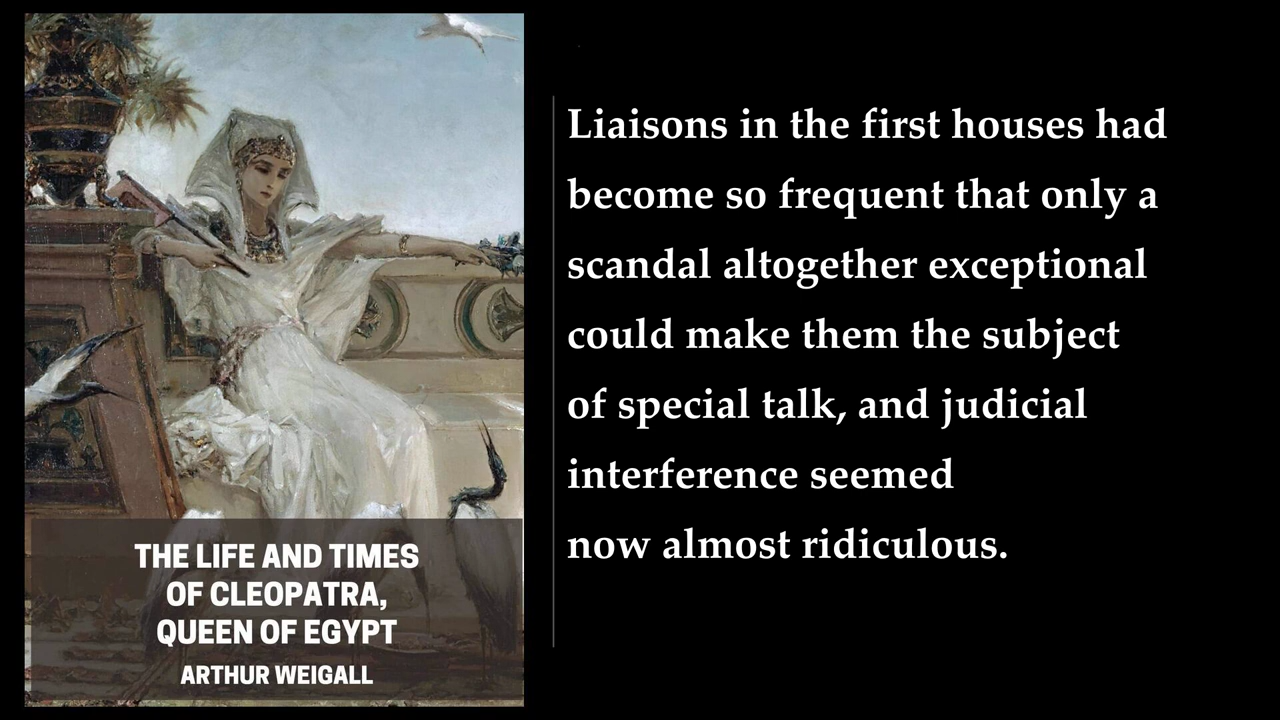 THE LIFE AND TIMES
OF CLEOPATRA,
QUEEN OF EGYPT
ARTHUR WEIGALL
Liaisons in the first houses had
become so frequent that only a
scandal altogether exceptional
could make them the subject
of special talk, and judicial
interference seemed
now almost ridiculous.